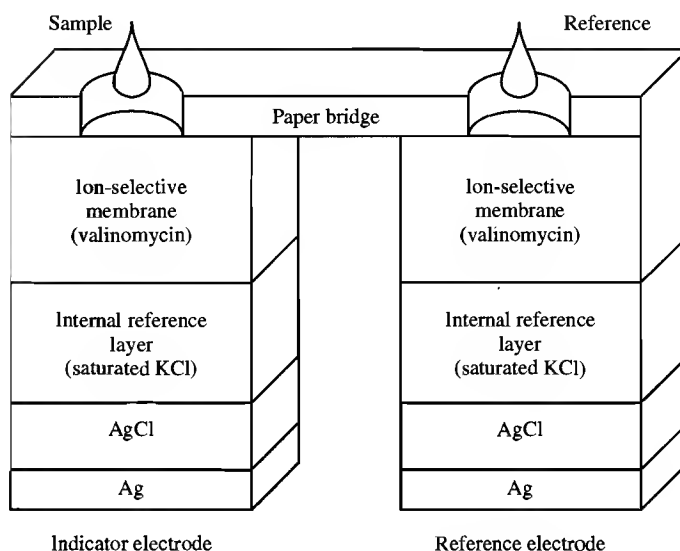 Sample
Reference
Paper bridge
Ion-selective
membrane
(valinomycin)
Ion-selective
membrane
(valinomycin)
Internal reference
layer
(saturated KCl)
Internal reference
layer
(saturated KCl)
AgCl
AgCl
Ag
Ag
Indicator electrode
Reference electrode